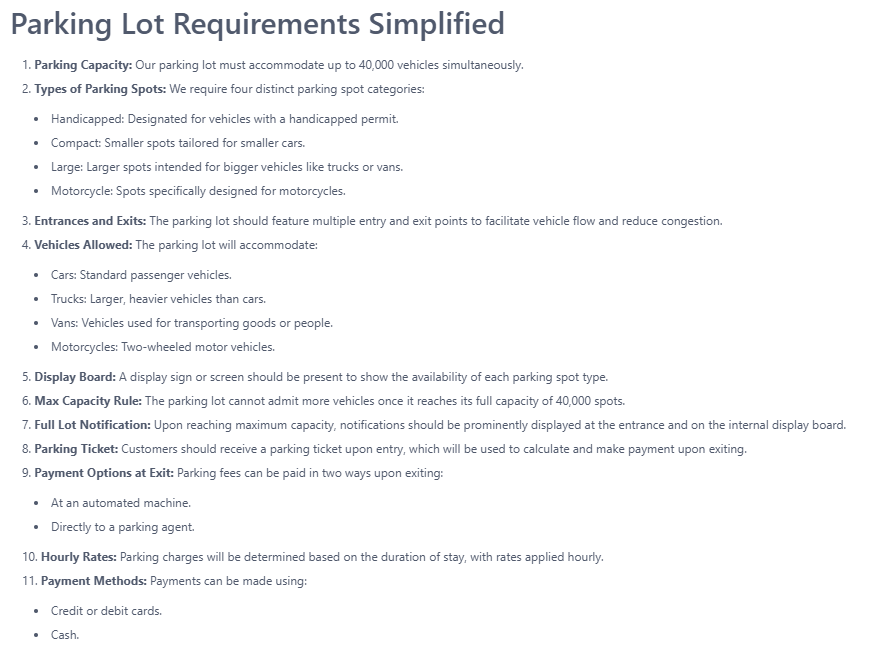 Parking Lot Requirements Simplified
1. Parking Capacity: Our parking lot must accommodate up to 40,000 vehicles simultaneously.
2. Types of Parking Spots: We require four distinct parking spot categories:
• Handicapped: Designated for vehicles with a handicapped permit.
• Compact: Smaller spots tailored for smaller cars.
• Large: Larger spots intended for bigger vehicles like trucks or vans.
• Motorcycle: Spots specifically designed for motorcycles.
3. Entrances and Exits: The parking lot should feature multiple entry and exit points to facilitate vehicle flow and reduce congestion.
4. Vehicles Allowed: The parking lot will accommodate:
• Cars: Standard passenger vehicles.
• Trucks: Larger, heavier vehicles than cars.
• Vans: Vehicles used for transporting goods or people.
• Motorcycles: Two-wheeled motor vehicles.
5. Display Board: A display sign or screen should be present to show the availability of each parking spot type.
6. Max Capacity Rule: The parking lot cannot admit more vehicles once it reaches its full capacity of 40,000 spots.
7. Full Lot Notification: Upon reaching maximum capacity, notifications should be prominently displayed at the entrance and on the internal display board.
8. Parking Ticket: Customers should receive a parking ticket upon entry, which will be used to calculate and make payment upon exiting.
9. Payment Options at Exit: Parking fees can be paid in two ways upon exiting:
• At an automated machine.
• Directly to a parking agent.
10. Hourly Rates: Parking charges will be determined based on the duration of stay, with rates applied hourly.
11. Payment Methods: Payments can be made using:
• Credit or debit cards.
• Cash.